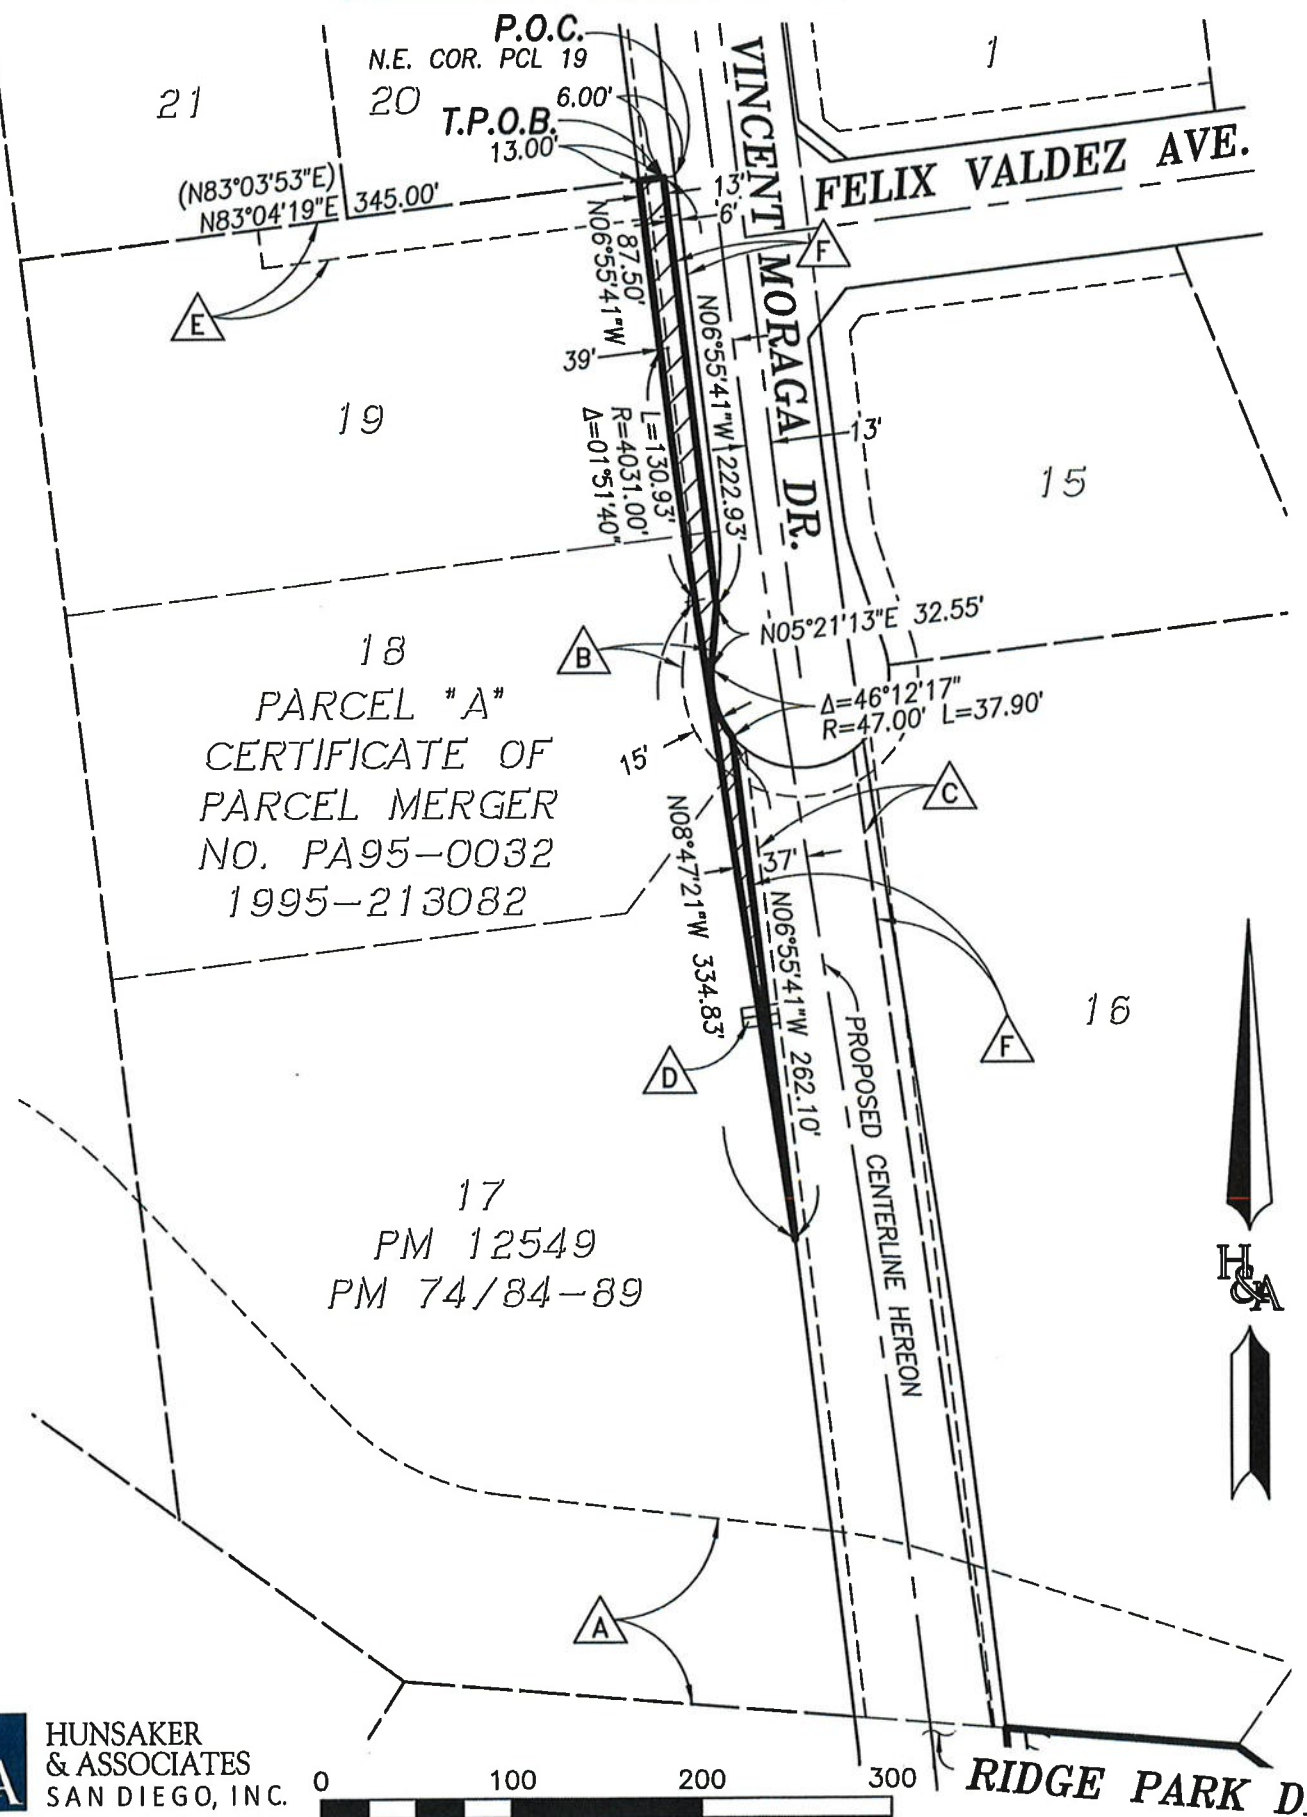 P.O.C.
N.E. COR. PCL 19
6.00'
T.P.O.B.
13.00'
21
20
1
VINCENT MORAGA DR.
FELIX VALDEZ AVE.
(N83°03'53"E)
N83°04'19"E 345.00'
13'
6'
F
E
87.50'
N06°55'41"W
N06°55'41"W 222.93'
39'
L=130.93'
R=4031.00'
Δ=01°51'40"
19
13'
15
N05°21'13"E 32.55'
B
18
PARCEL "A"
CERTIFICATE OF
PARCEL MERGER
NO. PA95-0032
1995-213082
Δ=46°12'17"
R=47.00' L=37.90'
15'
C
N08°47'21"W 334.83'
37'
N06°55'41"W 262.10'
16
F
D
PROPOSED CENTERLINE HEREON
17
PM 12549
PM 74/84-89
H&A
A
HUNSAKER
& ASSOCIATES
SAN DIEGO, INC.
0 100 200 300
RIDGE PARK D